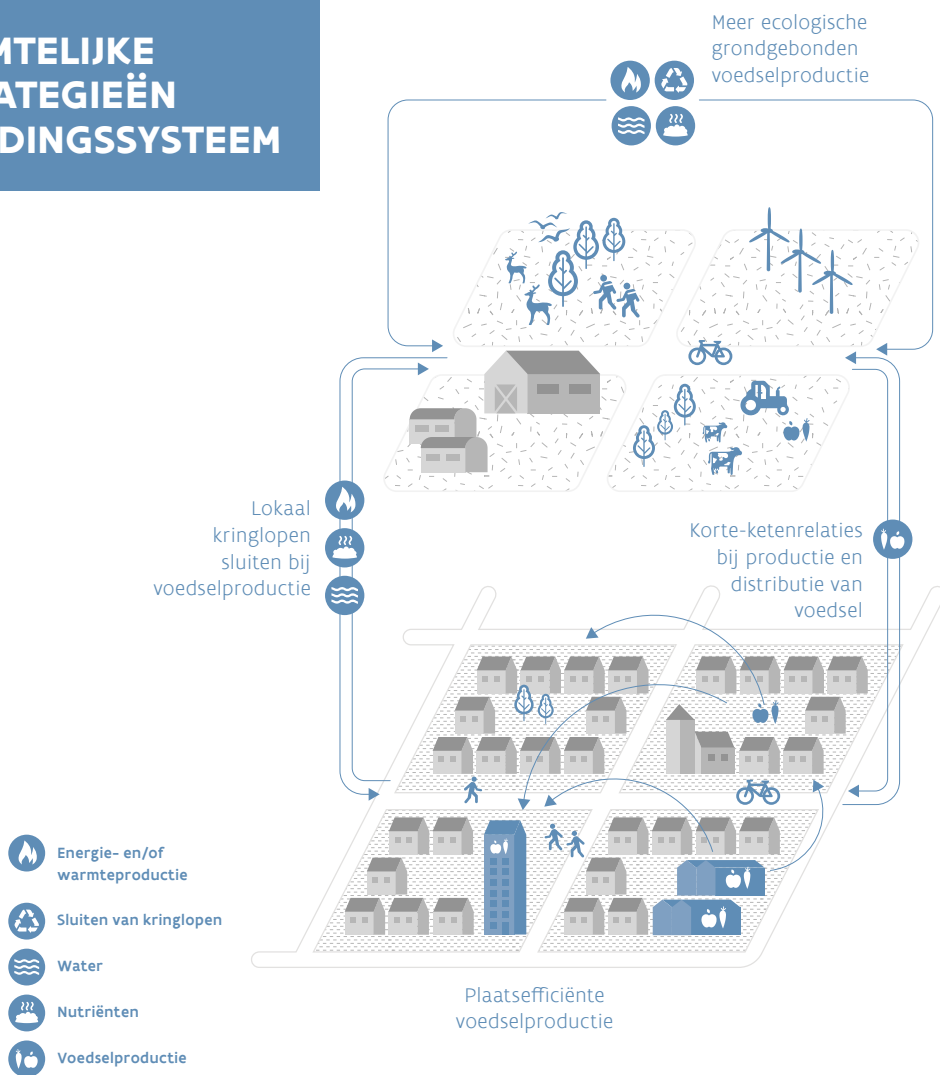 MTELIJKE
ATEGIEËN
DINGSSYSTEEM
Meer ecologische
grondgebonden
voedselproductie
Lokaal
kringlopen
sluiten bij
voedselproductie
Korte-ketenrelaties
bij productie en
distributie van
voedsel
Plaatsefficiënte
voedselproductie
Energie- en/of
warmteproductie
Sluiten van kringlopen
Water
Nutriënten
Voedselproductie